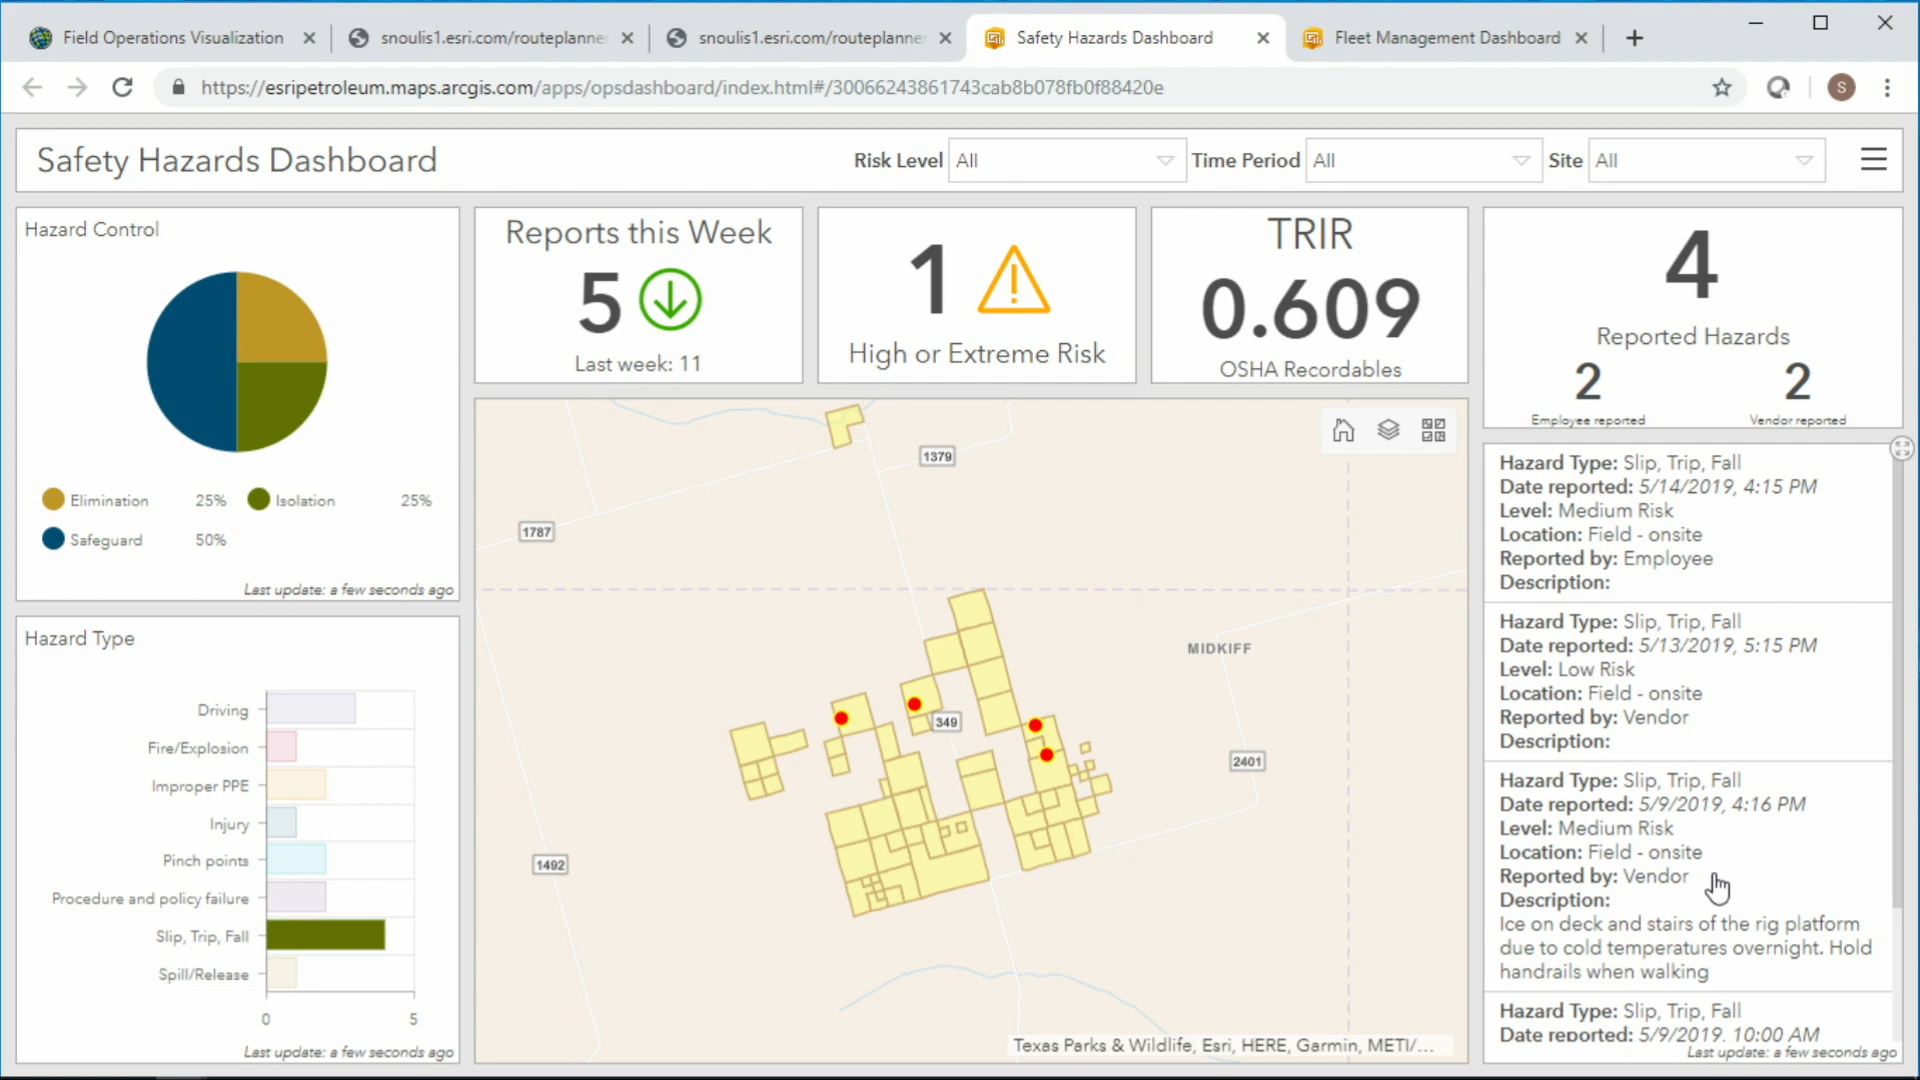 Field Operations Visualization
snoulis1.esri.com/routeplanner
snoulis1.esri.com/routeplanner
Safety Hazards Dashboard
Fleet Management Dashboard
https://esripetroleum.maps.arcgis.com/apps/opsdashboard/index.html#/30066243861743cab8b078fb0f88420e
S
Safety Hazards Dashboard
Risk Level All
Time Period All
Site All
Hazard Control
Elimination 25%
Isolation 25%
Safeguard 50%
Last update: a few seconds ago
Hazard Type
Driving
Fire/Explosion
Improper PPE
Injury
Pinch points
Procedure and policy failure
Slip, Trip, Fall
Spill/Release
0 5
Last update: a few seconds ago
Reports this Week
5
Last week: 11
1
High or Extreme Risk
TRIR
0.609
OSHA Recordables
4
Reported Hazards
2 2
Employee reported Vendor reported
1379
1787
MIDKIFF
349
2401
1492
Texas Parks & Wildlife, Esri, HERE, Garmin, METI/...
Hazard Type: Slip, Trip, Fall
Date reported: 5/14/2019, 4:15 PM
Level: Medium Risk
Location: Field - onsite
Reported by: Employee
Description:
Hazard Type: Slip, Trip, Fall
Date reported: 5/13/2019, 5:15 PM
Level: Low Risk
Location: Field - onsite
Reported by: Vendor
Description:
Hazard Type: Slip, Trip, Fall
Date reported: 5/9/2019, 4:16 PM
Level: Medium Risk
Location: Field - onsite
Reported by: Vendor
Description:
Ice on deck and stairs of the rig platform
due to cold temperatures overnight. Hold
handrails when walking
Hazard Type: Slip, Trip, Fall
Date reported: 5/9/2019, 10:00 AM
Last update: a few seconds ago